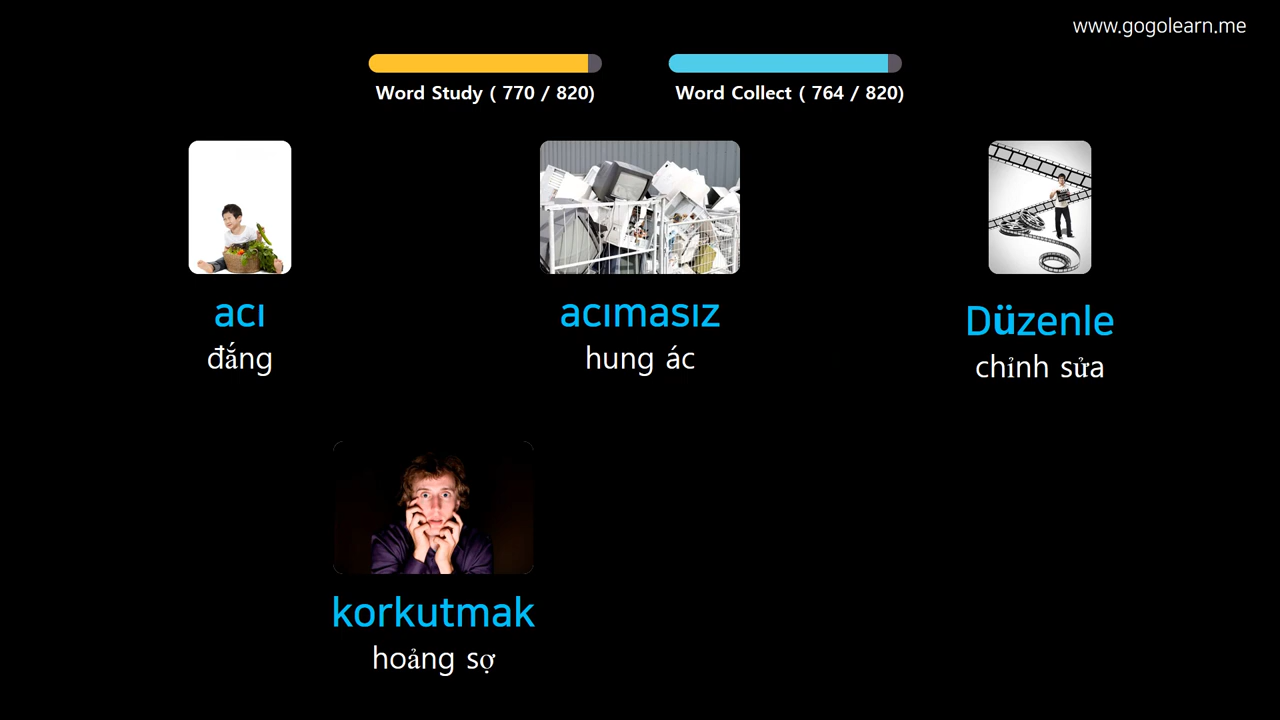 www.gogolearn.me
Word Study ( 770 / 820)
Word Collect ( 764 / 820)
acı
đắng
acımasız
hung ác
Düzenle
chỉnh sửa
korkutmak
hoảng sợ